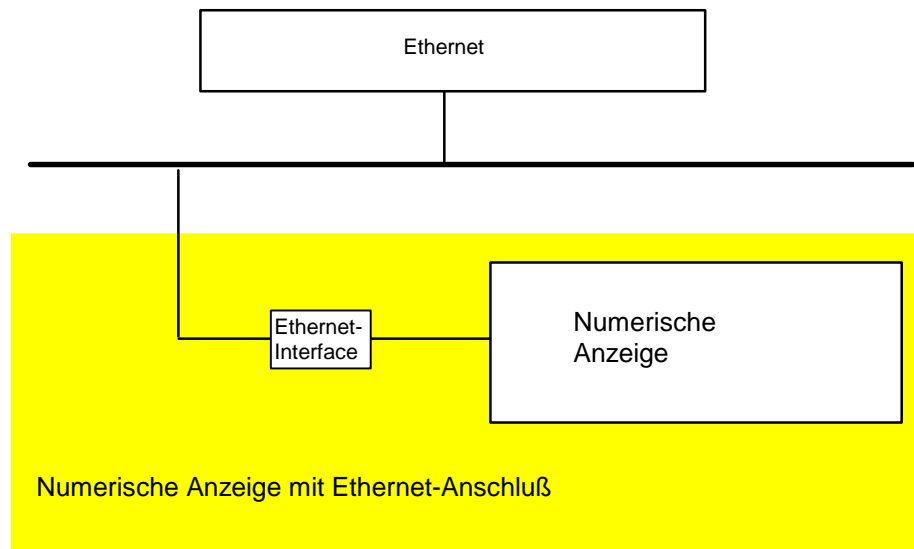 Ethernet
Ethernet-
Interface
Numerische
Anzeige
Numerische Anzeige mit Ethernet-Anschluß